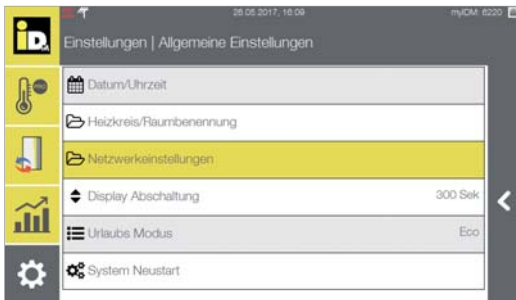 26.05.2017, 16:09
myIDM: 6220
iD
Einstellungen | Allgemeine Einstellungen
Datum/Uhrzeit
Heizkreis/Raumbenennung
Netzwerkeinstellungen
Display Abschaltung 300 Sek
Urlaubs Modus Eco
System Neustart